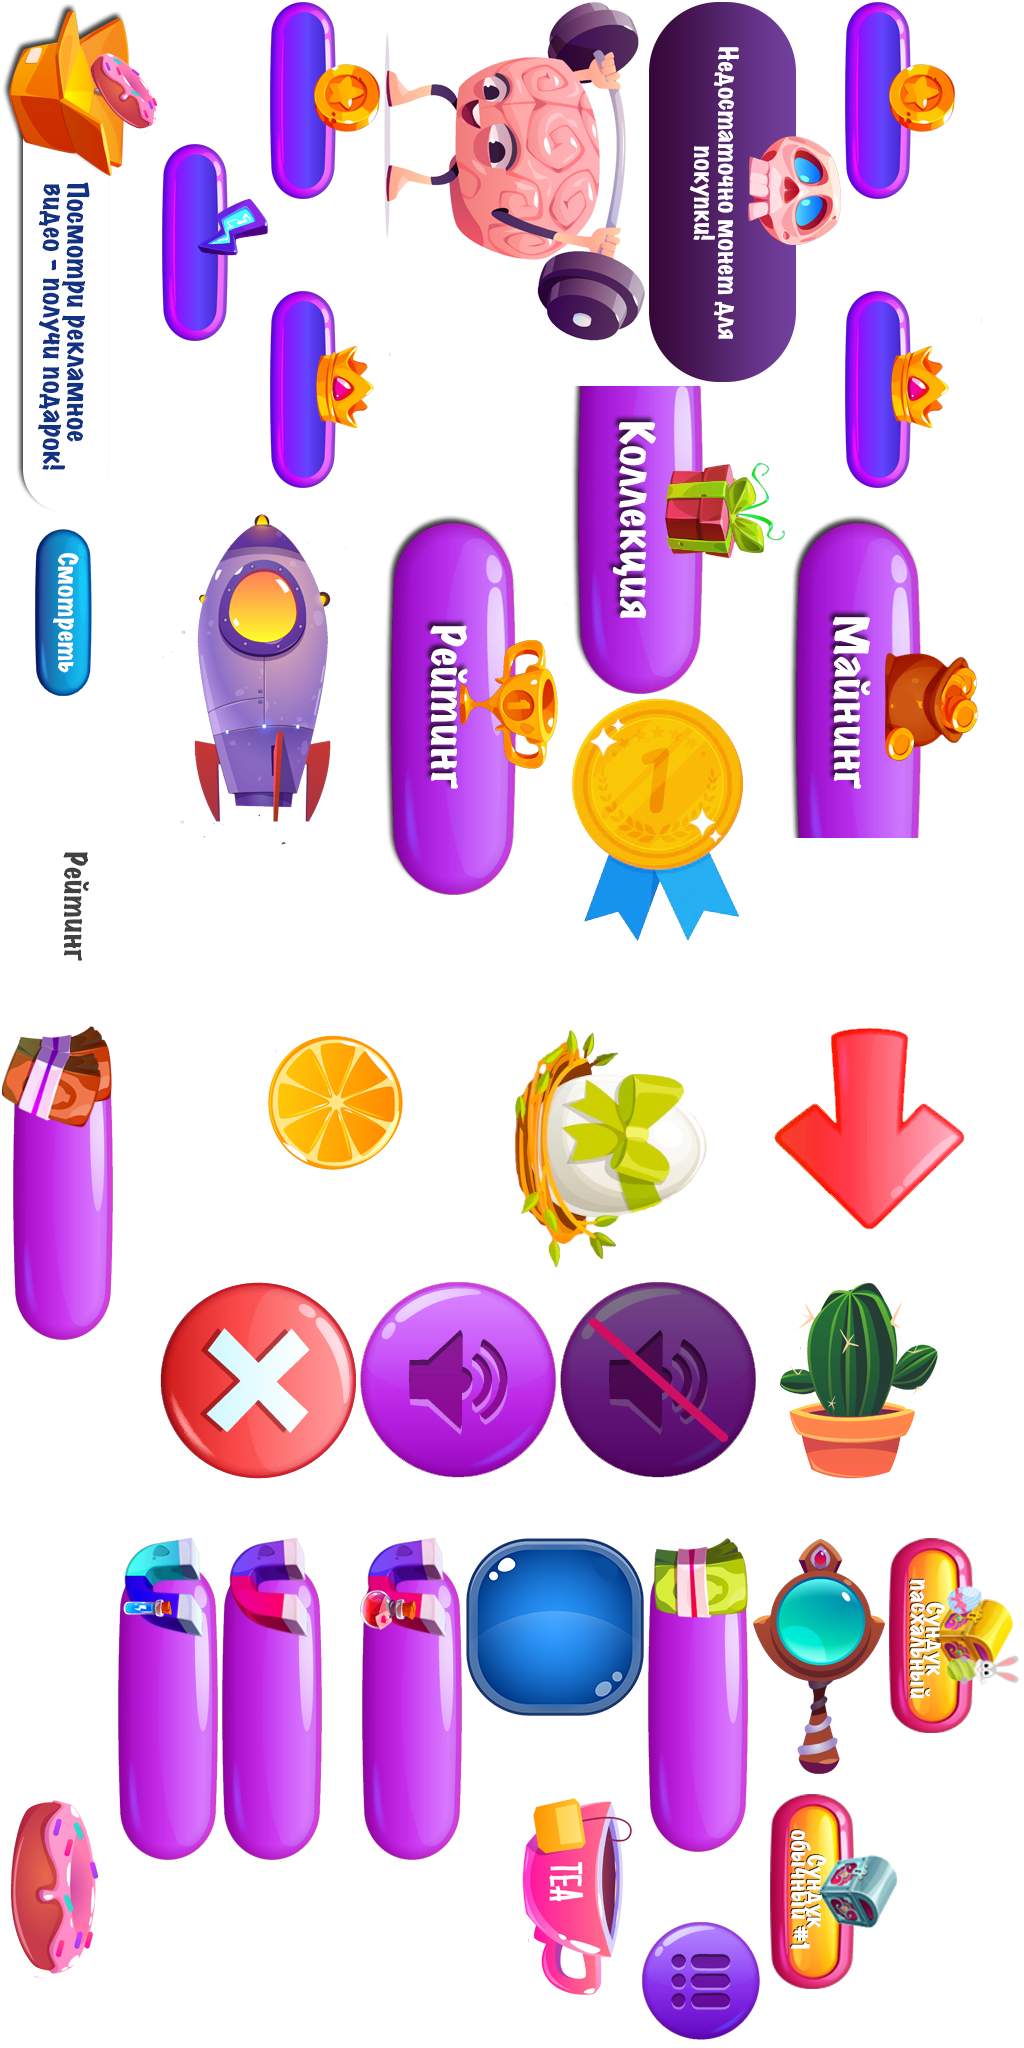 Недостаточно монет для
покупки!
Посмотри рекламное
видео - получи подарок!
Коллекция
Майнинг
Рейтинг
Смотреть
Рейтинг
1
Сундук
пасхальный
Сундук
обычный #1
TEA